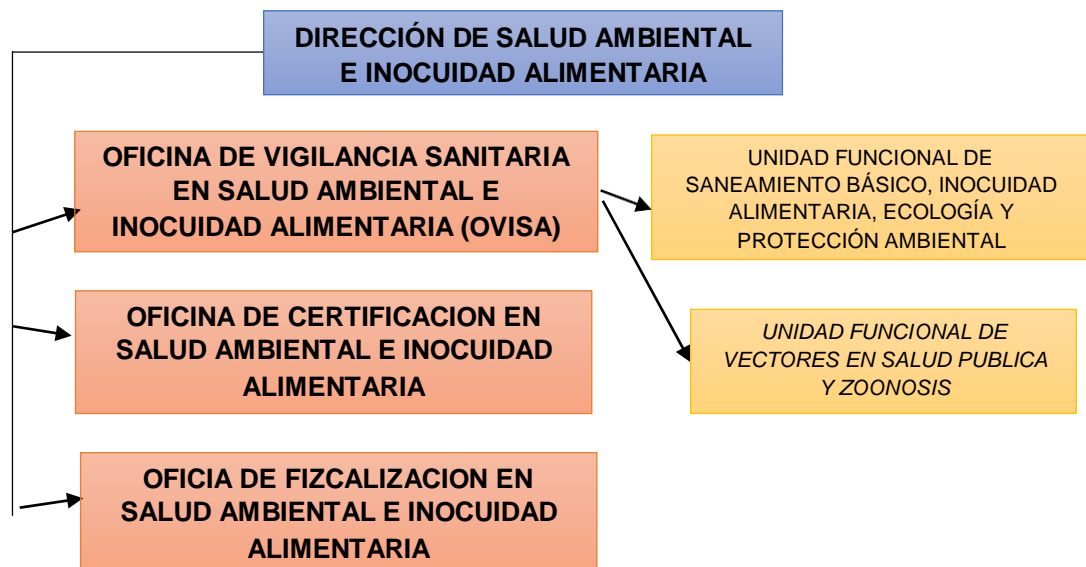 DIRECCIÓN DE SALUD AMBIENTAL
E INOCUIDAD ALIMENTARIA
OFICINA DE VIGILANCIA SANITARIA
EN SALUD AMBIENTAL E
INOCUIDAD ALIMENTARIA (OVISA)
UNIDAD FUNCIONAL DE
SANEAMIENTO BÁSICO, INOCUIDAD
ALIMENTARIA, ECOLOGÍA Y
PROTECCIÓN AMBIENTAL
OFICINA DE CERTIFICACION EN
SALUD AMBIENTAL E INOCUIDAD
ALIMENTARIA
UNIDAD FUNCIONAL DE
VECTORES EN SALUD PUBLICA
Y ZOONOSIS
OFICIA DE FIZCALIZACION EN
SALUD AMBIENTAL E INOCUIDAD
ALIMENTARIA